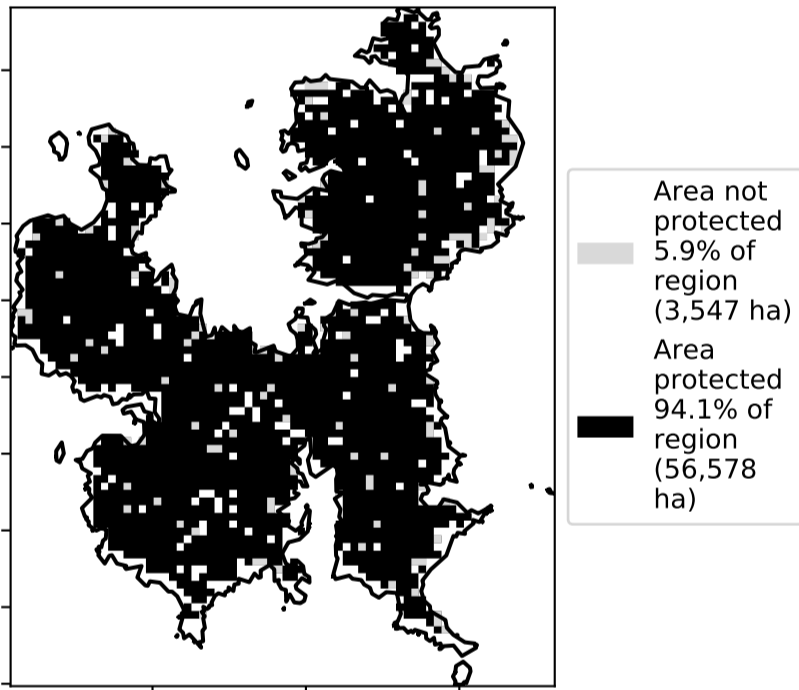 Area not
protected
5.9% of
region
(3,547 ha)
Area
protected
94.1% of
region
(56,578
ha)